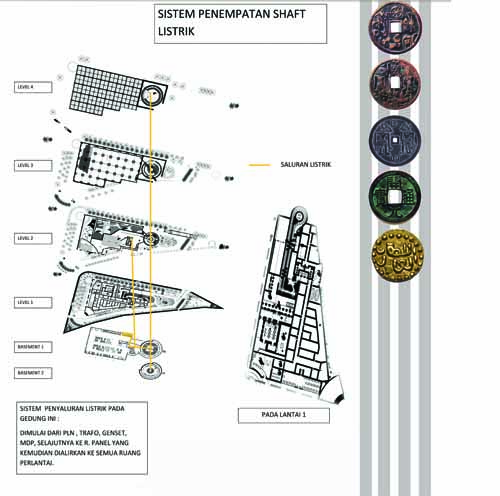 SISTEM PENEMPATAN SHAFT
LISTRIK
LEVEL 4
LEVEL 3
SALURAN LISTRIK
LEVEL 2
LEVEL 1
BASEMENT 1
BASEMENT 2
SISTEM PENYALURAN LISTRIK PADA
GEDUNG INI :
DIMULAI DARI PLN , TRAFO, GENSET,
MDP, SELAJUTNYA KE R. PANEL YANG
KEMUDIAN DIALIRKAN KE SEMUA RUANG
PERLANTAI.
PADA LANTAI 1